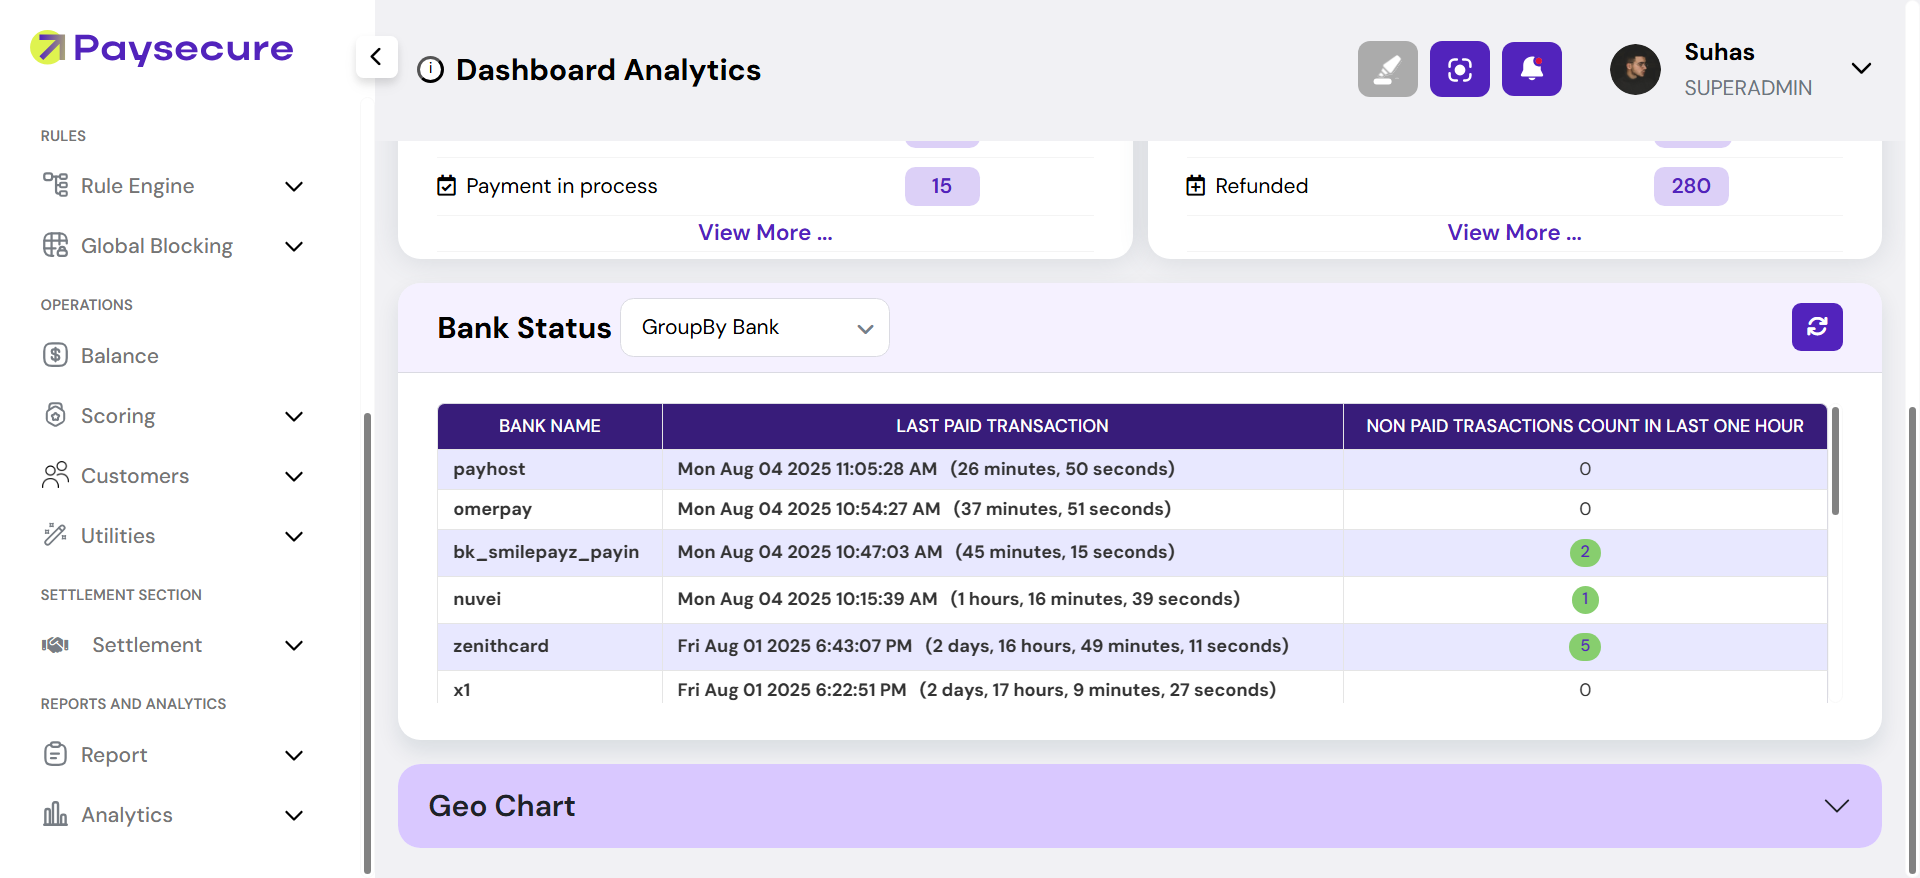 Paysecure
Dashboard Analytics
Suhas
SUPERADMIN
RULES
Rule Engine
Global Blocking
OPERATIONS
Balance
Scoring
Customers
Utilities
SETTLEMENT SECTION
Settlement
REPORTS AND ANALYTICS
Report
Analytics
Payment in process 15
View More ...
Refunded 280
View More ...
Bank Status GroupBy Bank
BANK NAME LAST PAID TRANSACTION NON PAID TRASACTIONS COUNT IN LAST ONE HOUR
payhost Mon Aug 04 2025 11:05:28 AM (26 minutes, 50 seconds) 0
omerpay Mon Aug 04 2025 10:54:27 AM (37 minutes, 51 seconds) 0
bk_smilepayz_payin Mon Aug 04 2025 10:47:03 AM (45 minutes, 15 seconds) 2
nuvei Mon Aug 04 2025 10:15:39 AM (1 hours, 16 minutes, 39 seconds) 1
zenithcard Fri Aug 01 2025 6:43:07 PM (2 days, 16 hours, 49 minutes, 11 seconds) 5
x1 Fri Aug 01 2025 6:22:51 PM (2 days, 17 hours, 9 minutes, 27 seconds) 0
Geo Chart